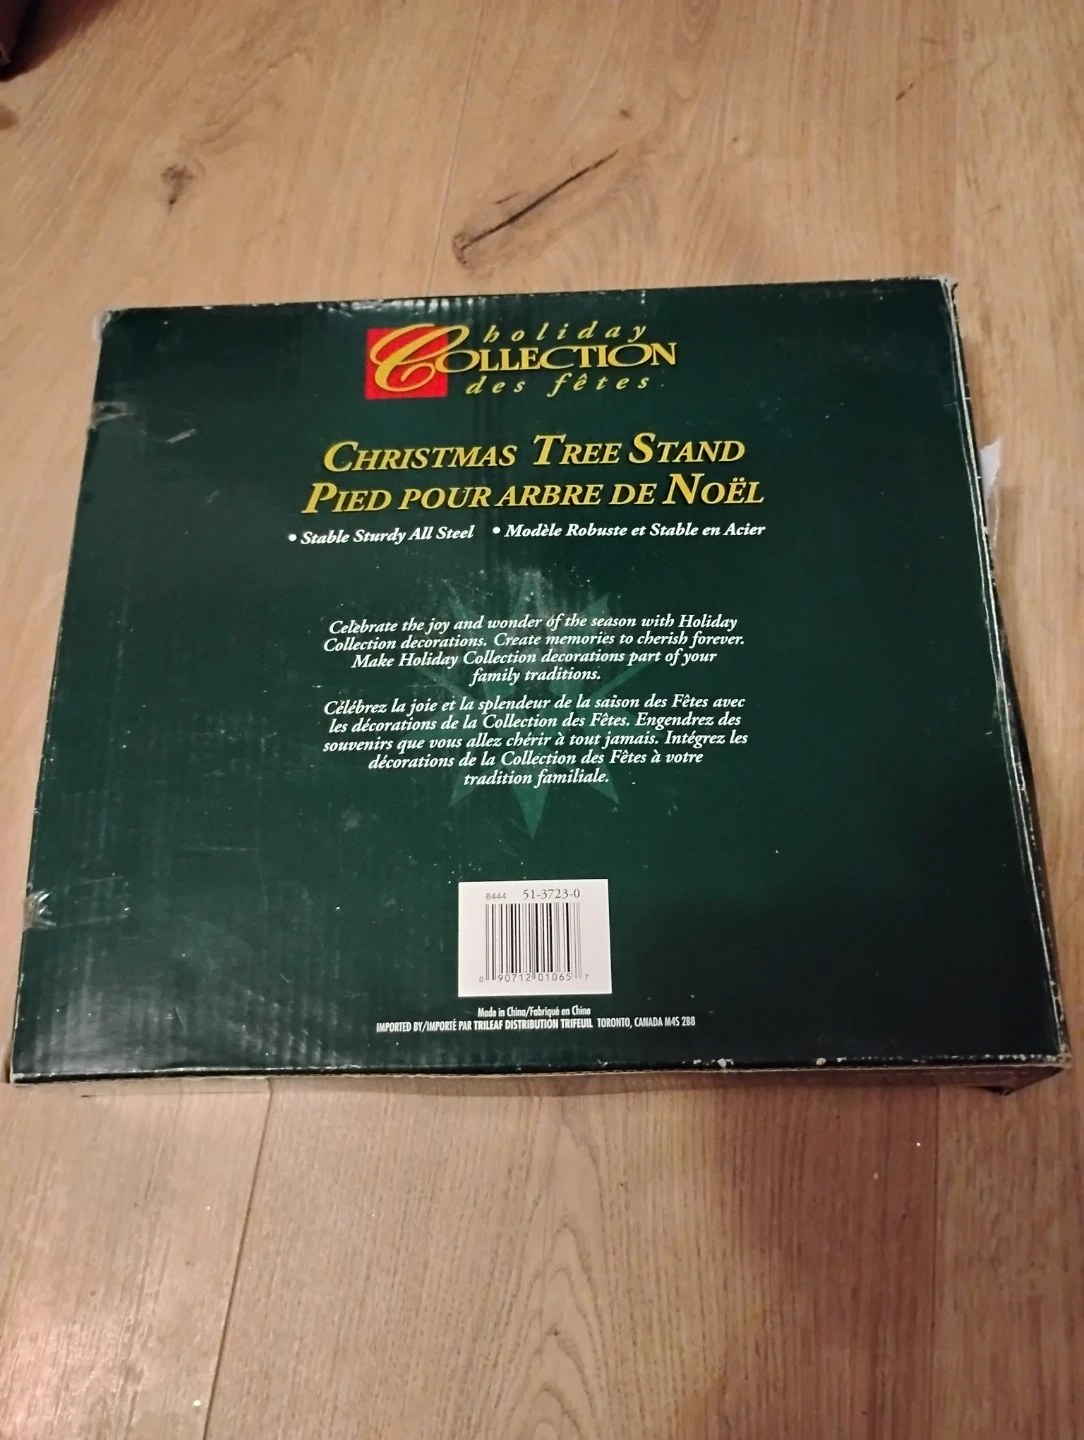 holiday
COLLECTION
des fêtes
CHRISTMAS TREE STAND
PIED POUR ARBRE DE NOËL
• Stable Sturdy All Steel • Modèle Robuste et Stable en Acier
Celebrate the joy and wonder of the season with Holiday
Collection decorations. Create memories to cherish forever.
Make Holiday Collection decorations part of your
family traditions.
Célébrez la joie et la splendeur de la saison des Fêtes avec
les décorations de la Collection des Fêtes. Engendrez des
souvenirs que vous allez chérir à tout jamais. Intégrez les
décorations de la Collection des Fêtes à votre
tradition familiale.
8444 51-3723-0
0 90712 01065 7
Made in China/Fabriqué en Chine
IMPORTED BY/IMPORTÉ PAR TRILEAF DISTRIBUTION TRIFEUIL TORONTO, CANADA M4S 2B8